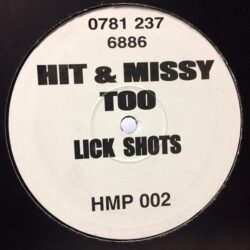 0781 237
6886
HIT & MISSY
TOO
LICK SHOTS
HMP 002